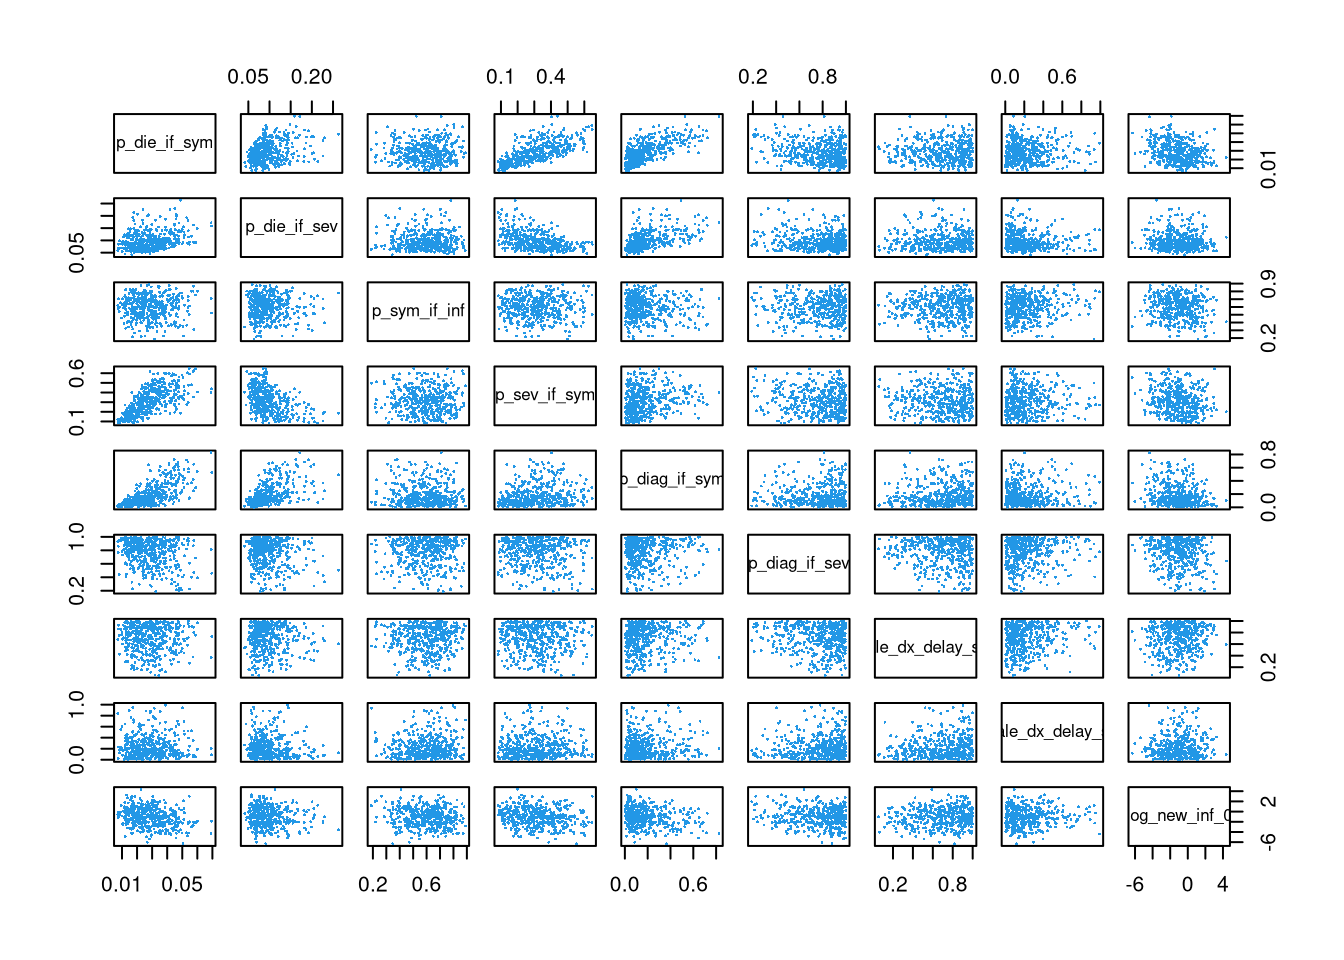 0.05 0.20 0.1 0.4 0.2 0.8 0.0 0.6
p_die_if_sym 0.01
0.05 p_die_if_sev
p_sym_if_inf 0.2 0.9
0.1 0.6 p_sev_if_sym
p_diag_if_sym 0.0 0.8
0.2 1.0 p_diag_if_sev
le_dx_delay_s 0.2
0.0 1.0 ale_dx_delay_
og_new_inf_0 -6 2
0.01 0.05 0.2 0.6 0.0 0.6 0.2 0.8 -6 0 4